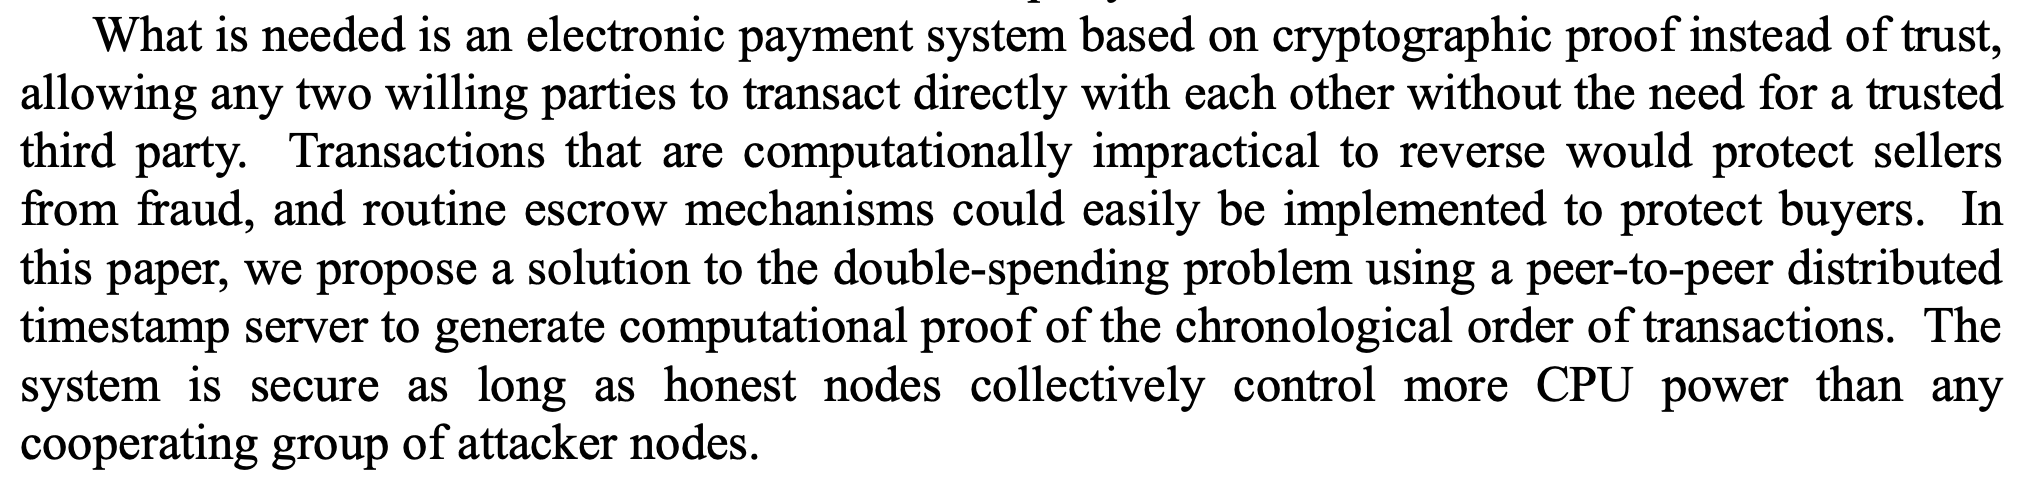 What is needed is an electronic payment system based on cryptographic proof instead of trust,
allowing any two willing parties to transact directly with each other without the need for a trusted
third party.  Transactions that are computationally impractical to reverse would protect sellers
from fraud, and routine escrow mechanisms could easily be implemented to protect buyers.  In
this paper, we propose a solution to the double-spending problem using a peer-to-peer distributed
timestamp server to generate computational proof of the chronological order of transactions.  The
system is secure as long as honest nodes collectively control more CPU power than any
cooperating group of attacker nodes.